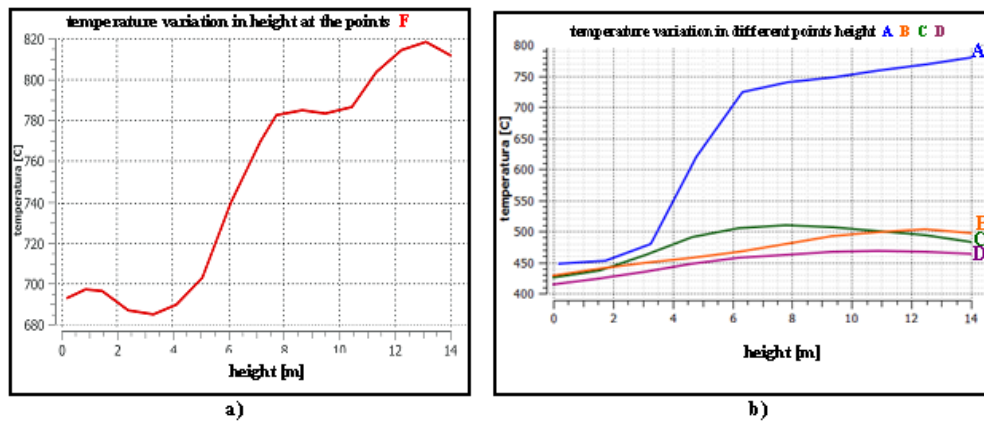 temperature variation in height at the points F
820
800
780
760
740
720
700
680
temperatura [C]
0 2 4 6 8 10 12 14
height [m]
a)
temperature variation in different points height A B C D
800
750
700
650
600
550
500
450
400
temperatura [C]
A
B
C
D
0 2 4 6 8 10 12 14
height [m]
b)